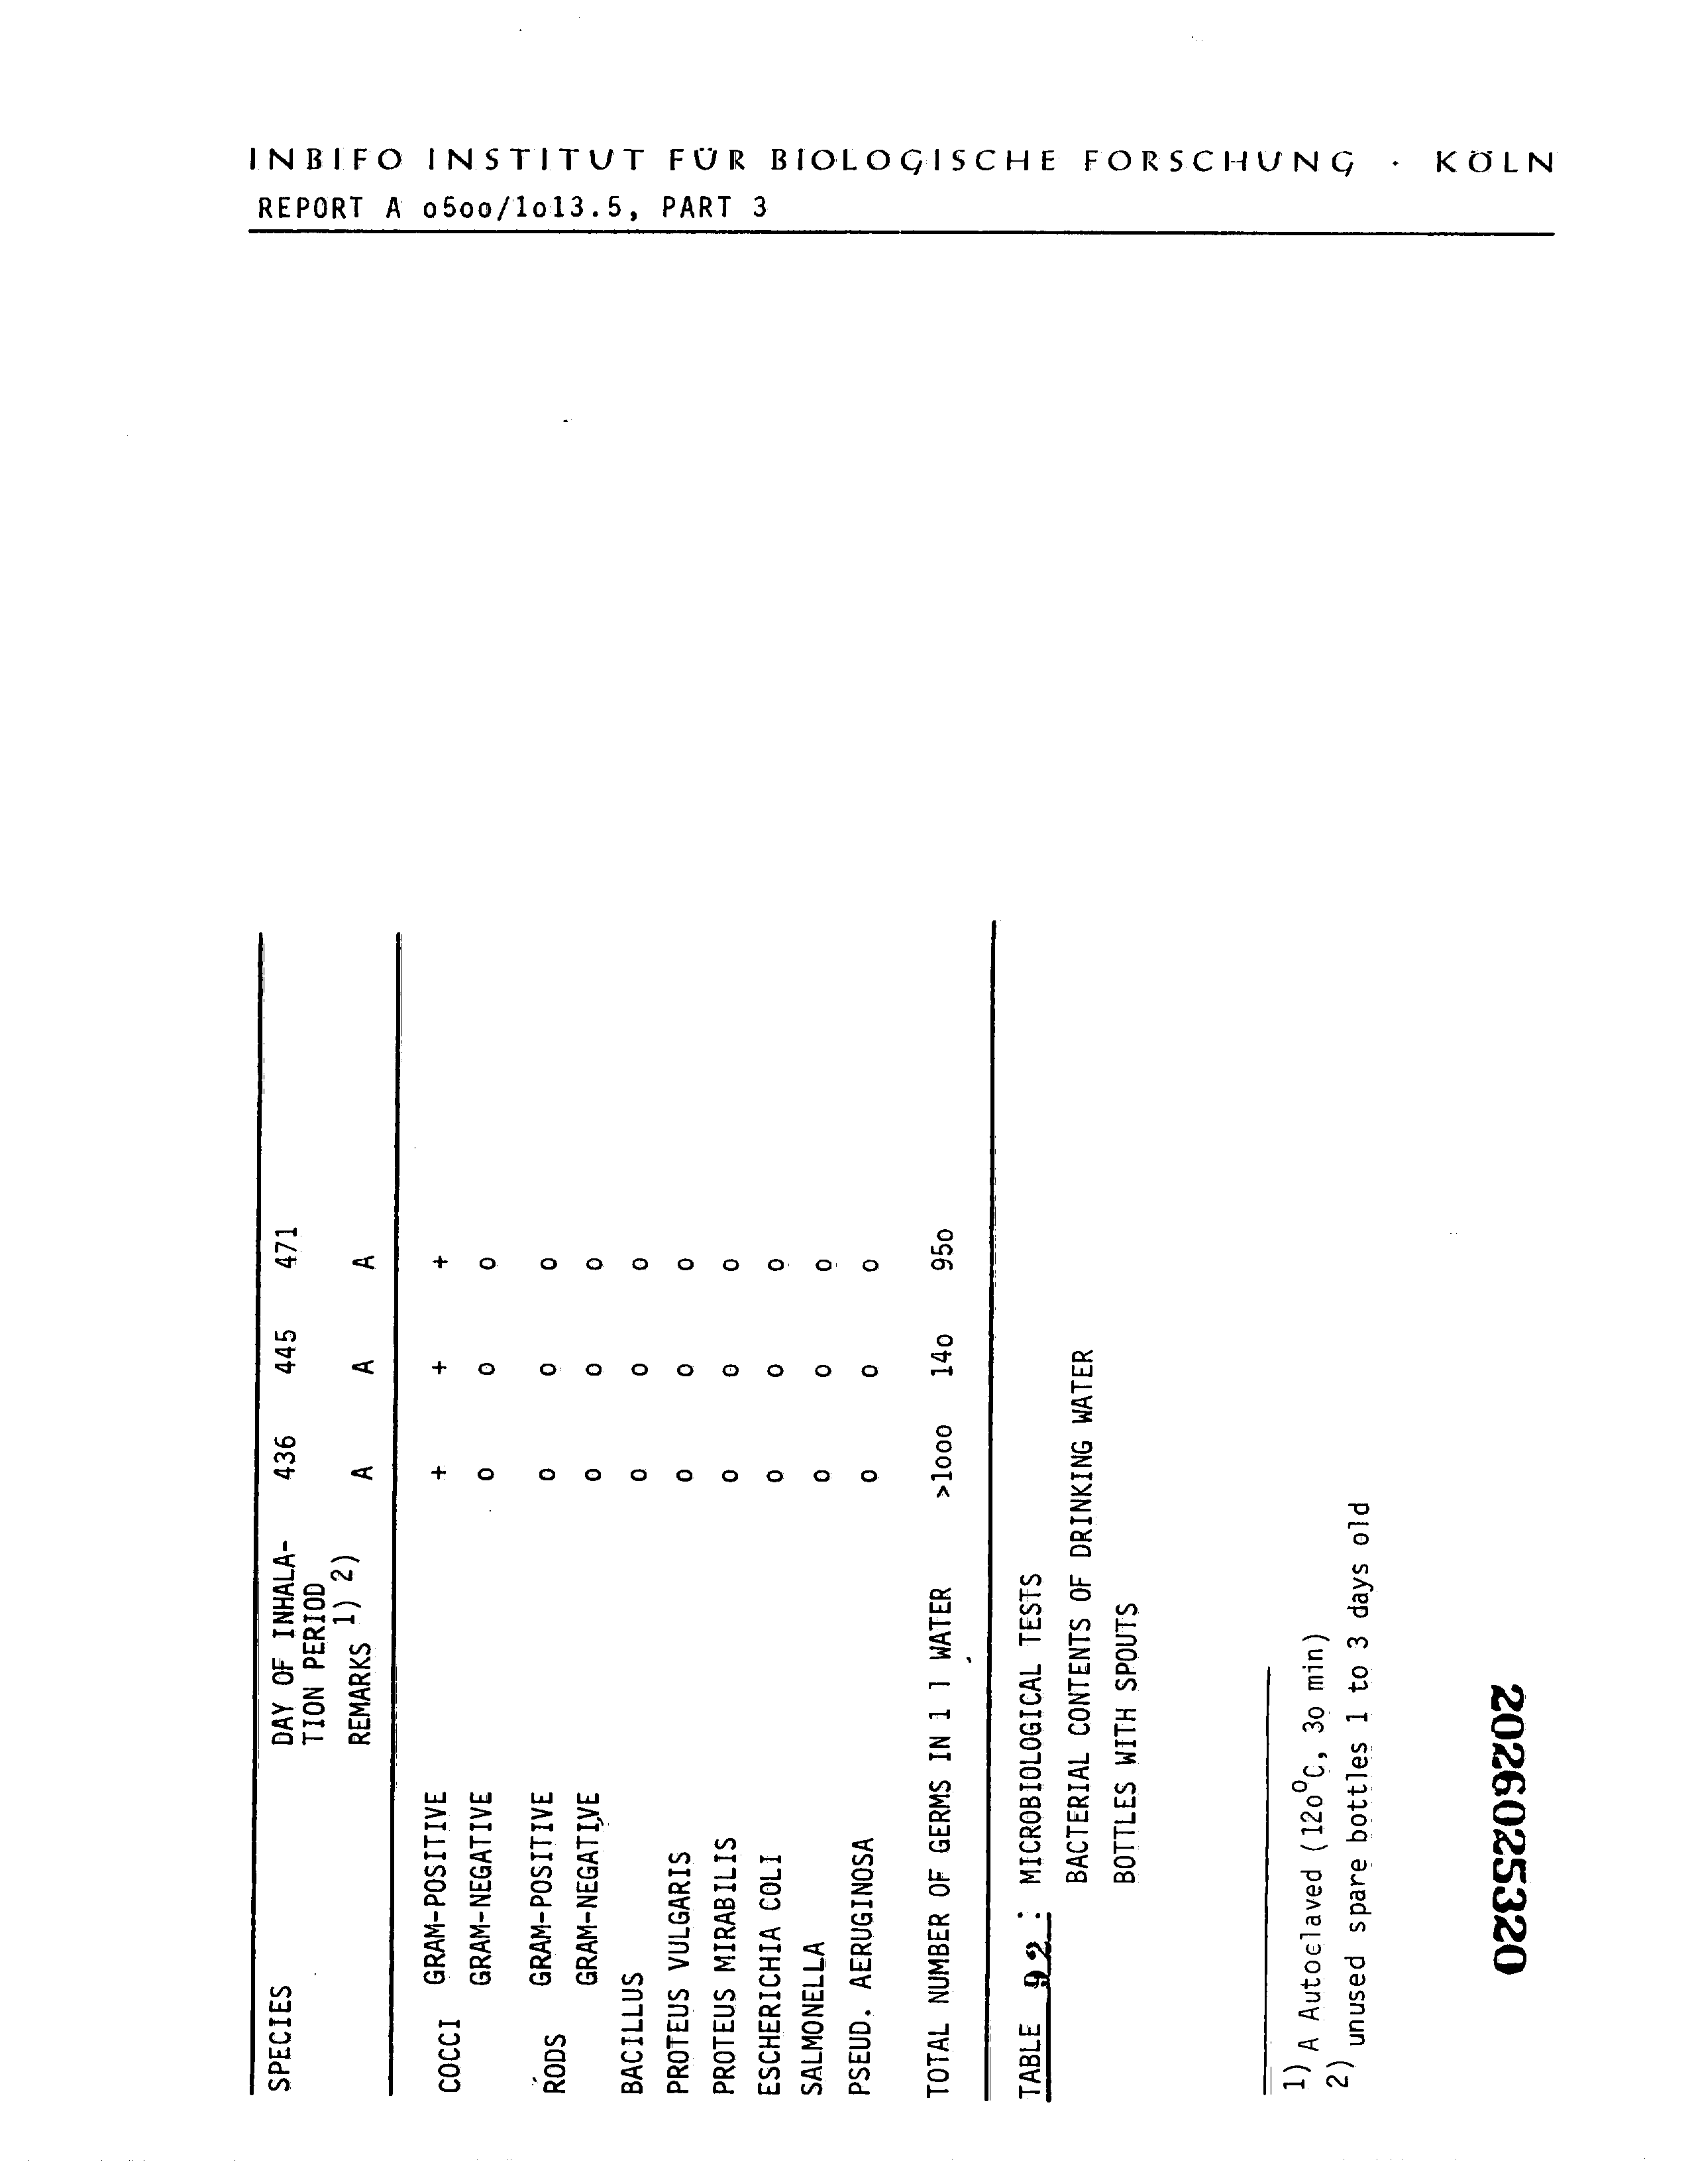 INBIFO INSTITUT FÜR BIOLOGISCHE FORSCHUNG · KÖLN
REPORT A o5oo/1o13.5, PART 3
SPECIES DAY OF INHALA- 436 445 471
TION PERIOD
REMARKS 1) 2) A A A
COCCI GRAM-POSITIVE + + +
GRAM-NEGATIVE o o o
RODS GRAM-POSITIVE o o o
GRAM-NEGATIVE o o o
BACILLUS o o o
PROTEUS VULGARIS o o o
PROTEUS MIRABILIS o o o
ESCHERICHIA COLI o o o
SALMONELLA o o o
PSEUD. AERUGINOSA o o o
TOTAL NUMBER OF GERMS IN 1 l WATER >1ooo 14o 95o
TABLE 92 : MICROBIOLOGICAL TESTS
BACTERIAL CONTENTS OF DRINKING WATER
BOTTLES WITH SPOUTS
1) A Autoclaved (12o°C, 3o min)
2) unused spare bottles 1 to 3 days old
2026025320